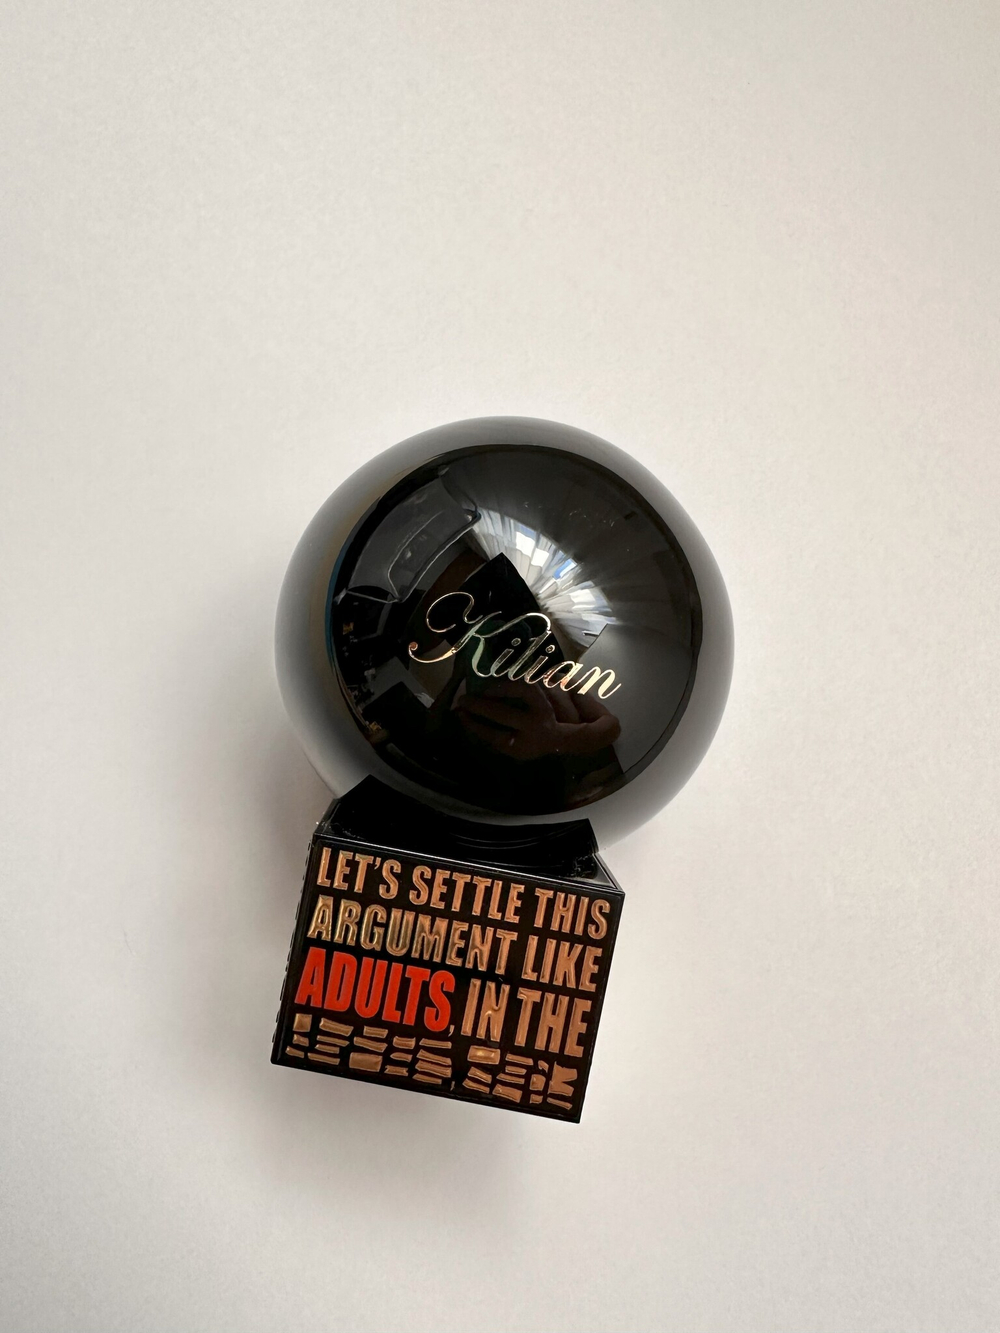 Kilian
LET'S SETTLE THIS
ARGUMENT LIKE
ADULTS, IN THE